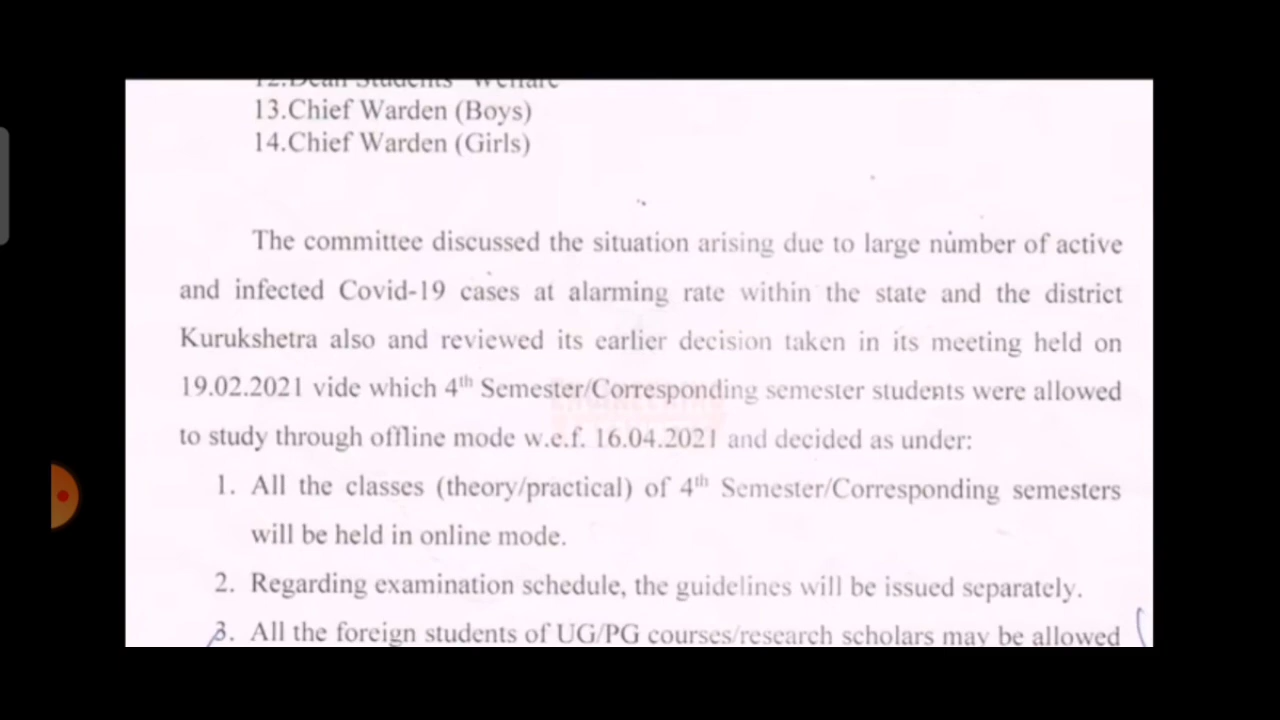 12.Dean Students' Welfare
13.Chief Warden (Boys)
14.Chief Warden (Girls)
The committee discussed the situation arising due to large number of active
and infected Covid-19 cases at alarming rate within the state and the district
Kurukshetra also and reviewed its earlier decision taken in its meeting held on
19.02.2021 vide which 4th Semester/Corresponding semester students were allowed
to study through offline mode w.e.f. 16.04.2021 and decided as under:
1. All the classes (theory/practical) of 4th Semester/Corresponding semesters
will be held in online mode.
2. Regarding examination schedule, the guidelines will be issued separately.
3. All the foreign students of UG/PG courses/research scholars may be allowed